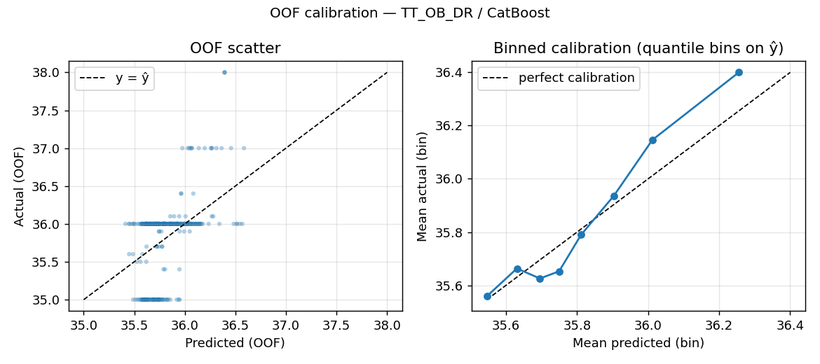 OOF calibration — TT_OB_DR / CatBoost
OOF scatter
Binned calibration (quantile bins on ŷ)
y = ŷ
perfect calibration
38.0
37.5
37.0
36.5
36.0
35.5
35.0
Actual (OOF)
35.0 35.5 36.0 36.5 37.0 37.5 38.0
Predicted (OOF)
36.4
36.2
36.0
35.8
35.6
Mean actual (bin)
35.6 35.8 36.0 36.2 36.4
Mean predicted (bin)